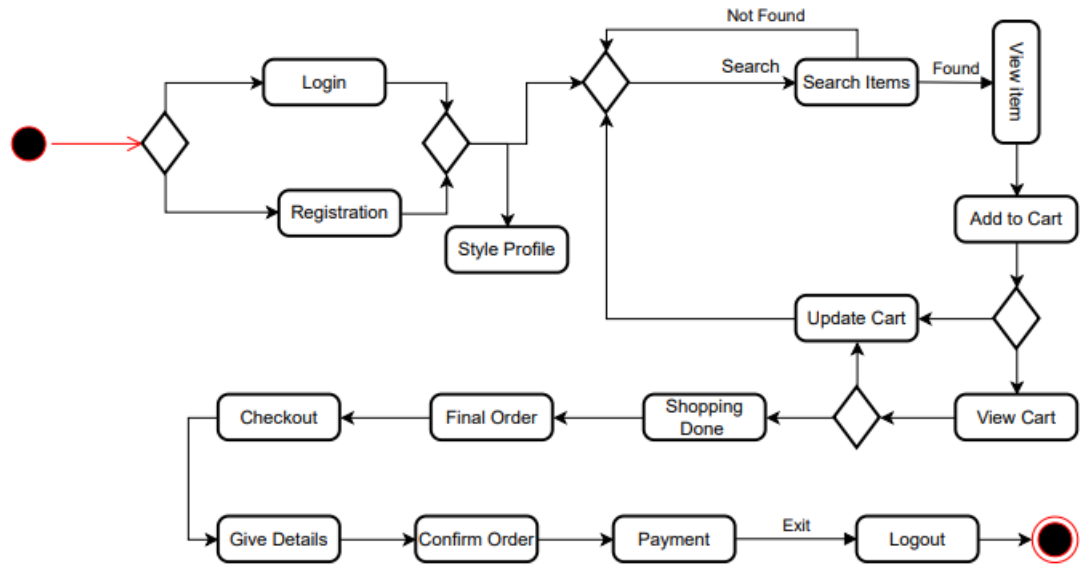 Not Found
Login
Search
Search Items
Found
View item
Registration
Style Profile
Add to Cart
Update Cart
Checkout
Final Order
Shopping
Done
View Cart
Give Details
Confirm Order
Payment
Exit
Logout